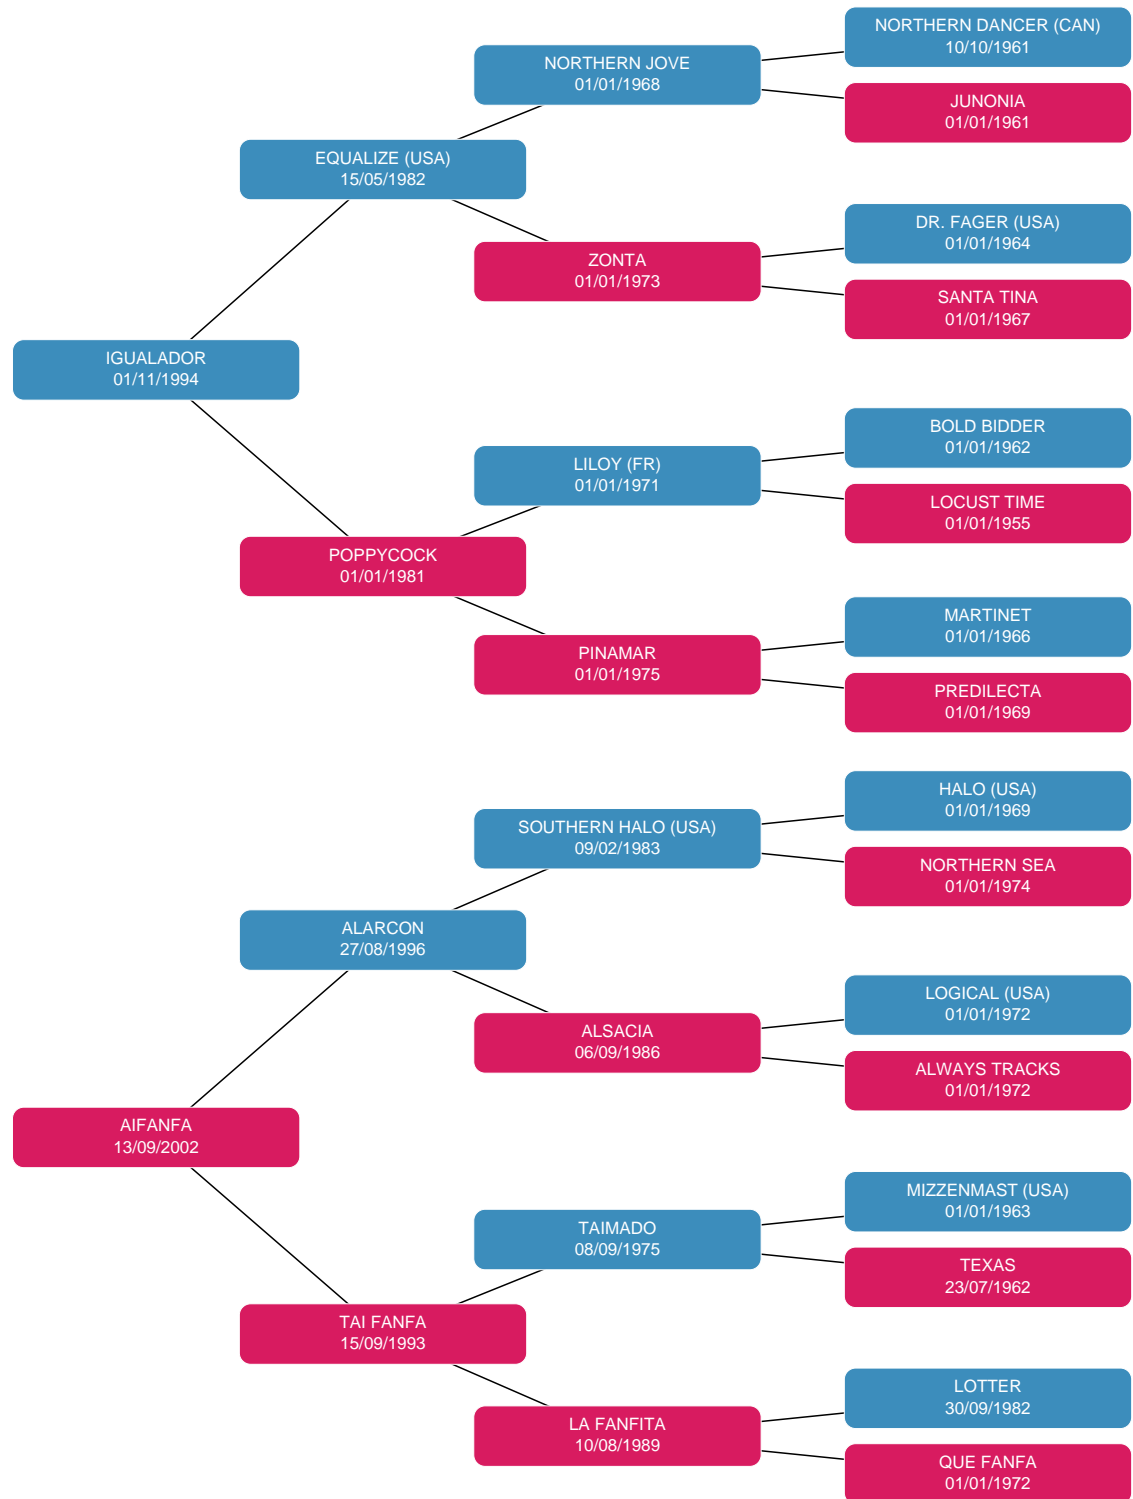 NORTHERN DANCER (CAN)
10/10/1961
NORTHERN JOVE
01/01/1968
JUNONIA
01/01/1961
EQUALIZE (USA)
15/05/1982
DR. FAGER (USA)
01/01/1964
ZONTA
01/01/1973
SANTA TINA
01/01/1967
IGUALADOR
01/11/1994
BOLD BIDDER
01/01/1962
LILOY (FR)
01/01/1971
LOCUST TIME
01/01/1955
POPPYCOCK
01/01/1981
MARTINET
01/01/1966
PINAMAR
01/01/1975
PREDILECTA
01/01/1969
HALO (USA)
01/01/1969
SOUTHERN HALO (USA)
09/02/1983
NORTHERN SEA
01/01/1974
ALARCON
27/08/1996
LOGICAL (USA)
01/01/1972
ALSACIA
06/09/1986
ALWAYS TRACKS
01/01/1972
AIFANFA
13/09/2002
MIZZENMAST (USA)
01/01/1963
TAIMADO
08/09/1975
TEXAS
23/07/1962
TAI FANFA
15/09/1993
LOTTER
30/09/1982
LA FANFITA
10/08/1989
QUE FANFA
01/01/1972